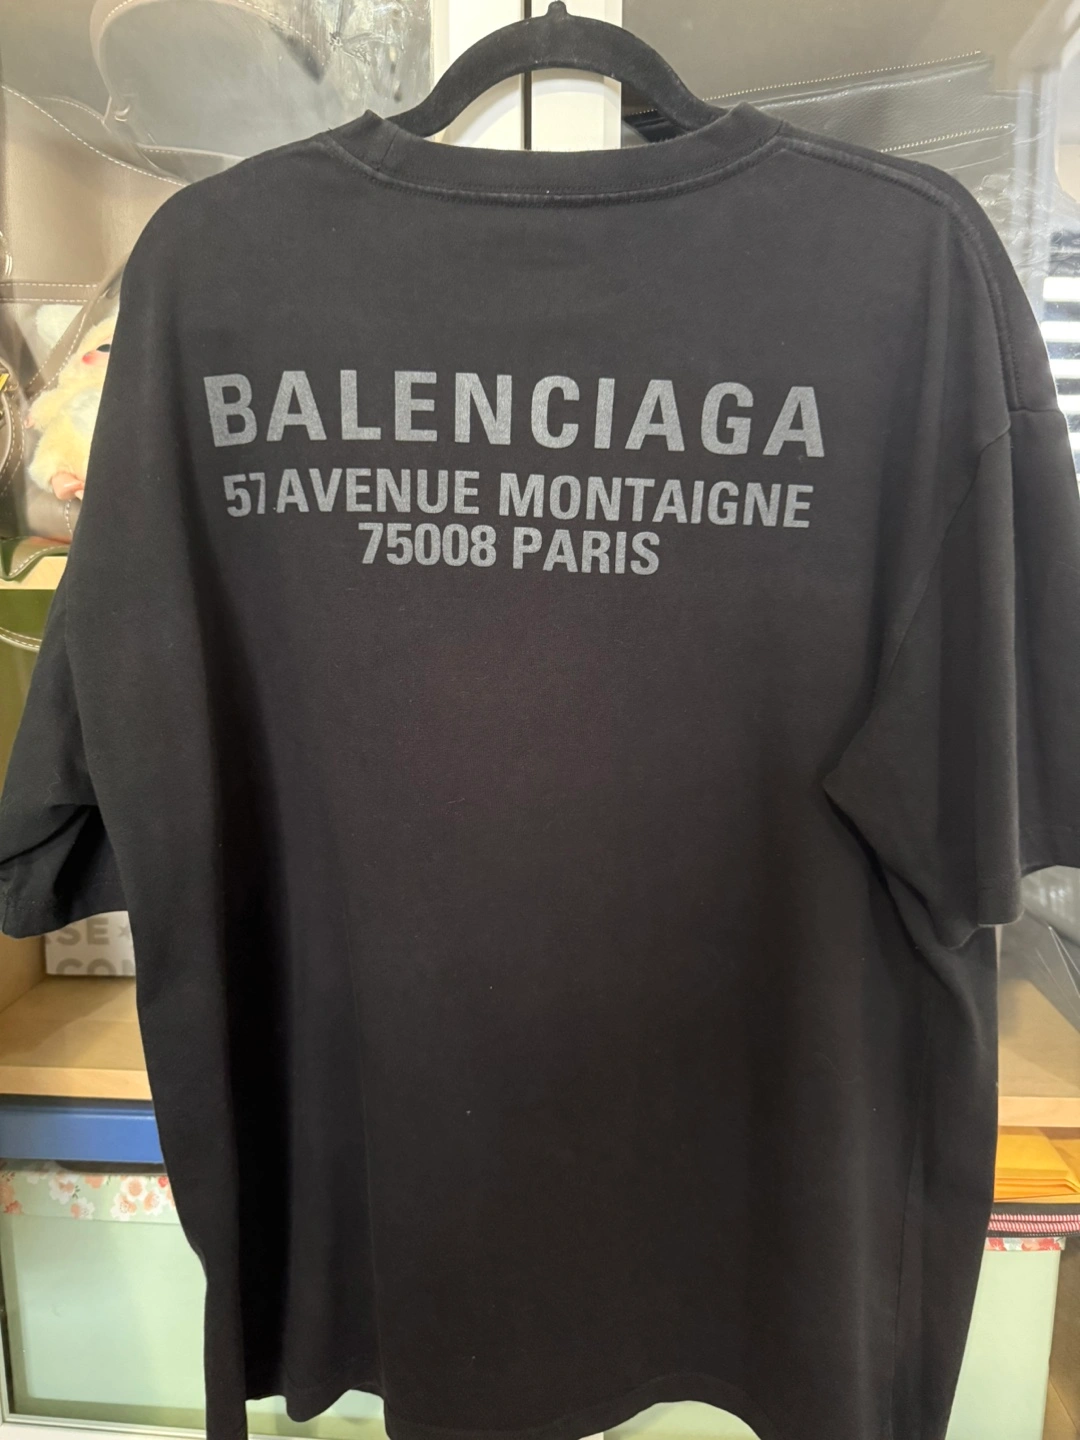 BALENCIAGA
57 AVENUE MONTAIGNE
75008 PARIS